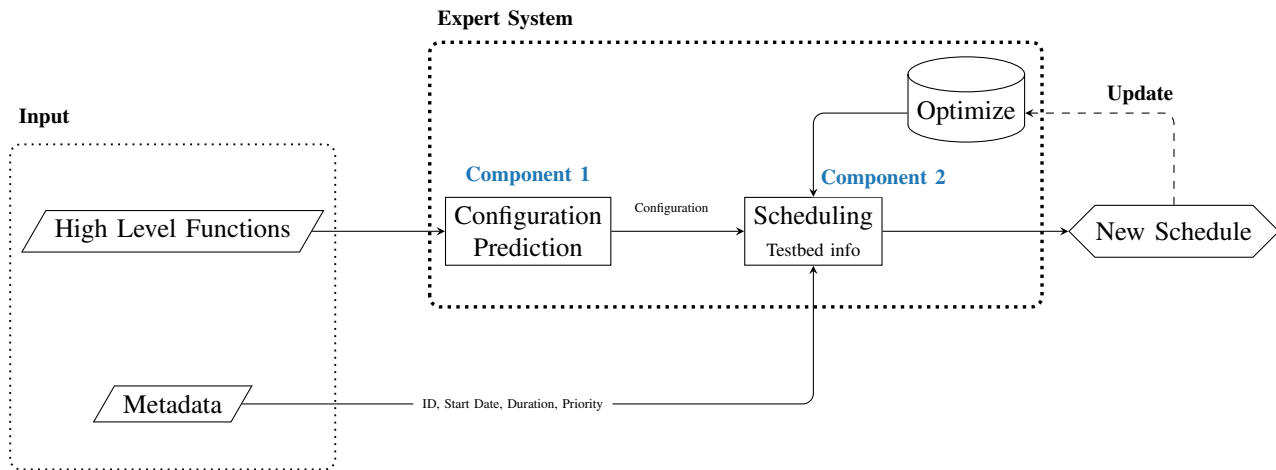 Expert System
Optimize
Update
Input
Component 1
Component 2
High Level Functions
Configuration
Prediction
Configuration
Scheduling
Testbed info
New Schedule
Metadata
ID, Start Date, Duration, Priority